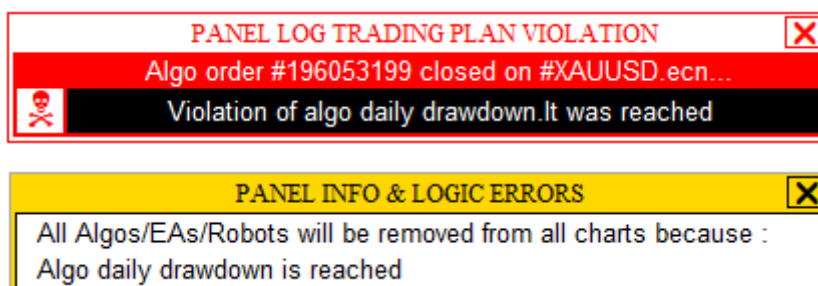 PANEL LOG TRADING PLAN VIOLATION
Algo order #196053199 closed on #XAUUSD.ecn...
Violation of algo daily drawdown.It was reached
PANEL INFO & LOGIC ERRORS
All Algos/EAs/Robots will be removed from all charts because :
Algo daily drawdown is reached